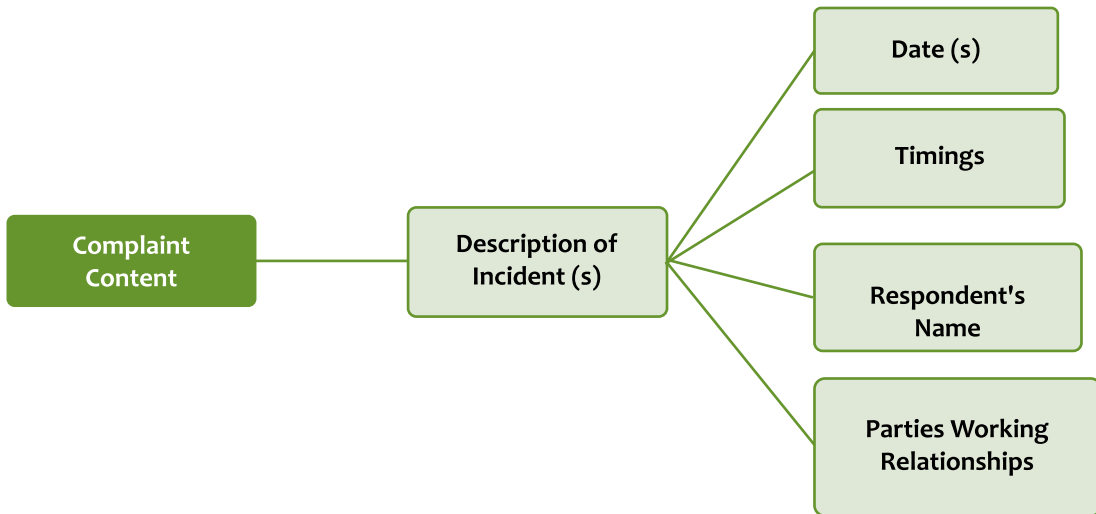 Complaint
Content
Description of
Incident (s)
Date (s)
Timings
Respondent's
Name
Parties Working
Relationships